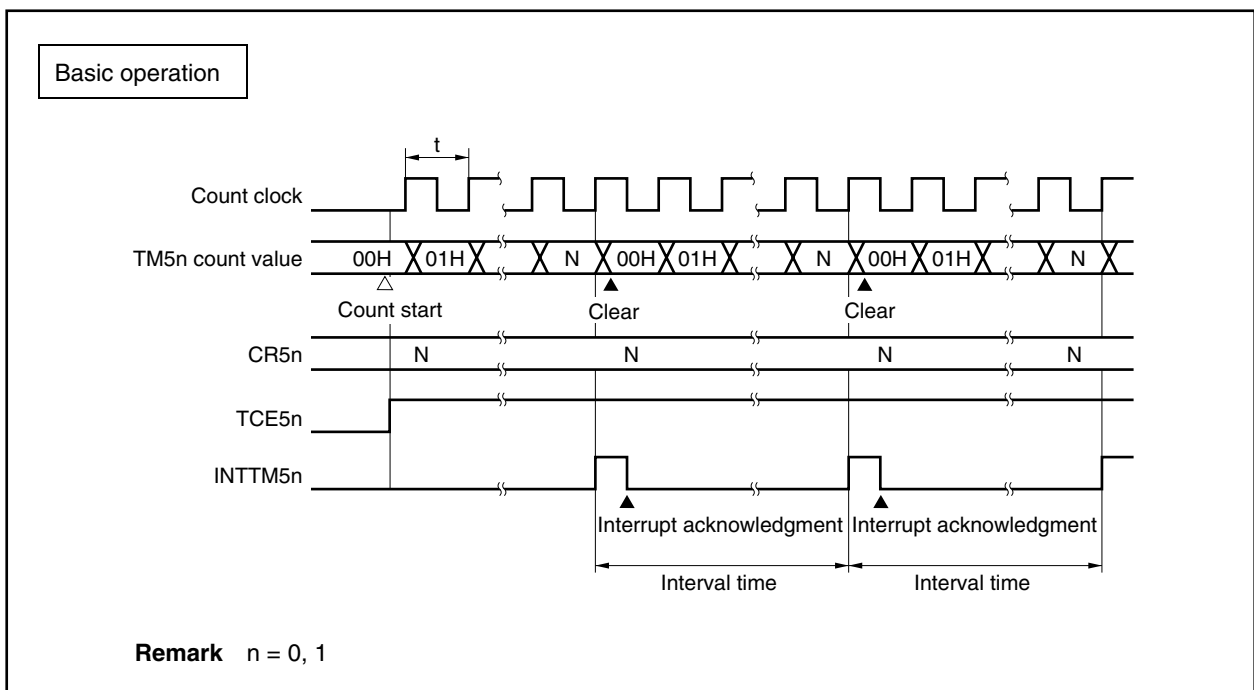 Basic operation
t
Count clock
TM5n count value 00H 01H N 00H 01H N 00H 01H N
Count start Clear Clear
CR5n N N N N
TCE5n
INTTM5n
Interrupt acknowledgment Interrupt acknowledgment
Interval time Interval time
Remark n = 0, 1